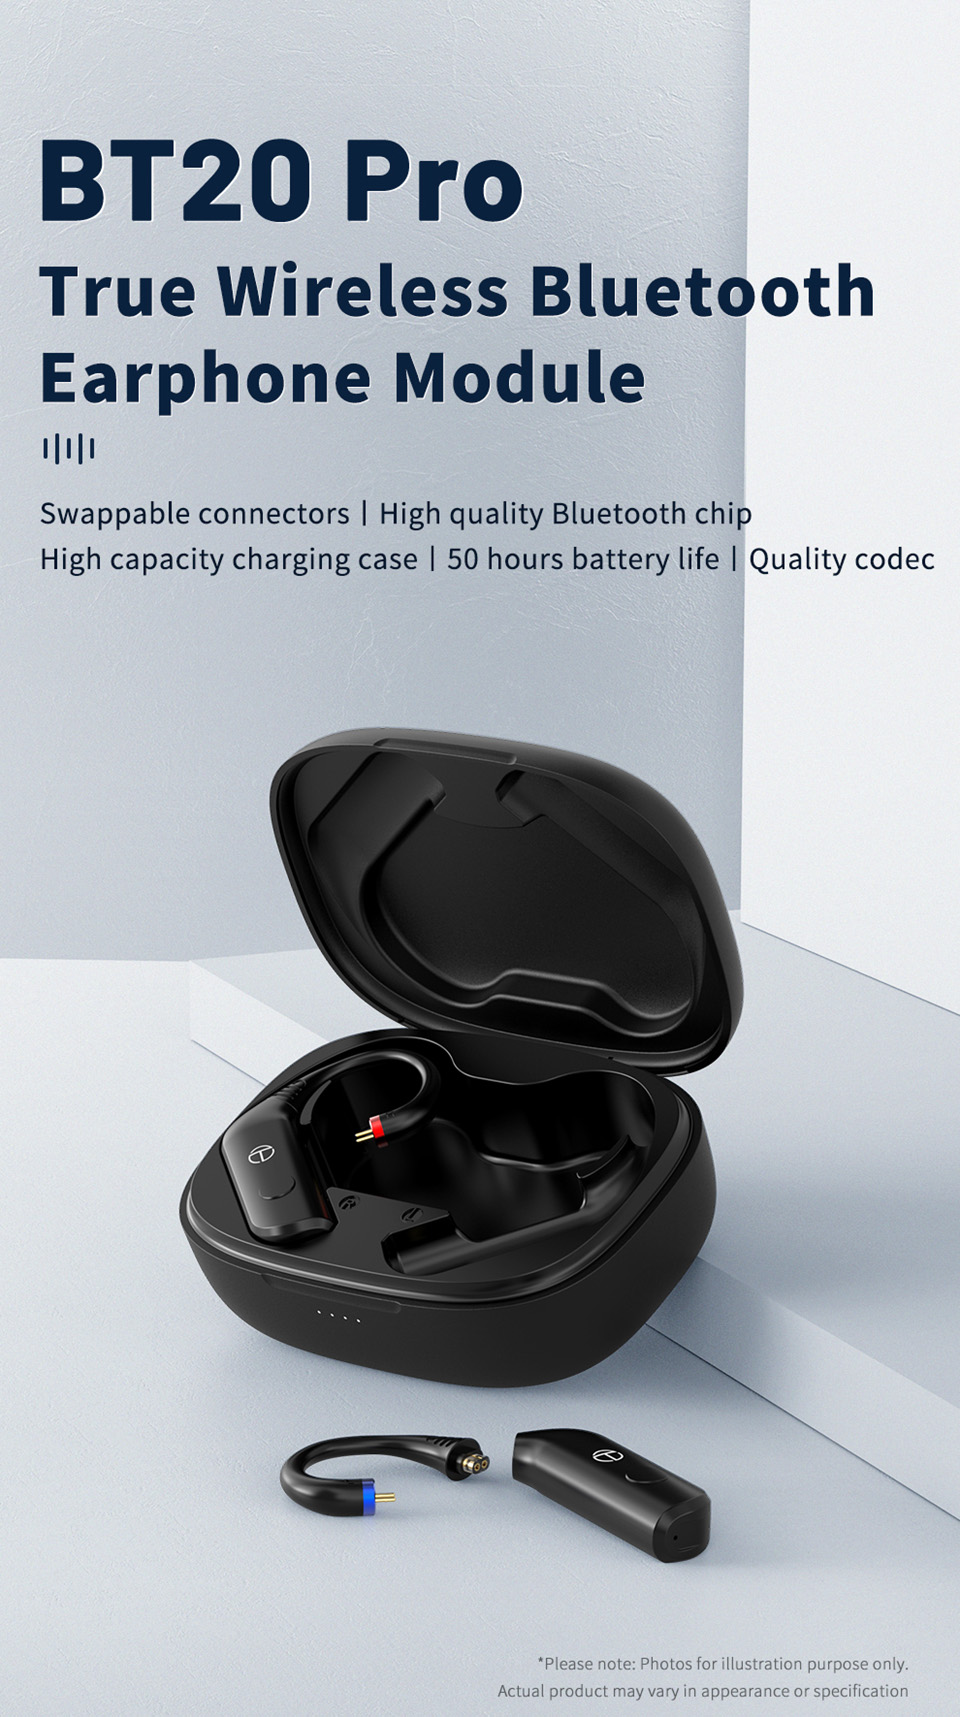 BT20 Pro
True Wireless Bluetooth
Earphone Module
Swappable connectors | High quality Bluetooth chip
High capacity charging case | 50 hours battery life | Quality codec
R
L
*Please note: Photos for illustration purpose only.
Actual product may vary in appearance or specification